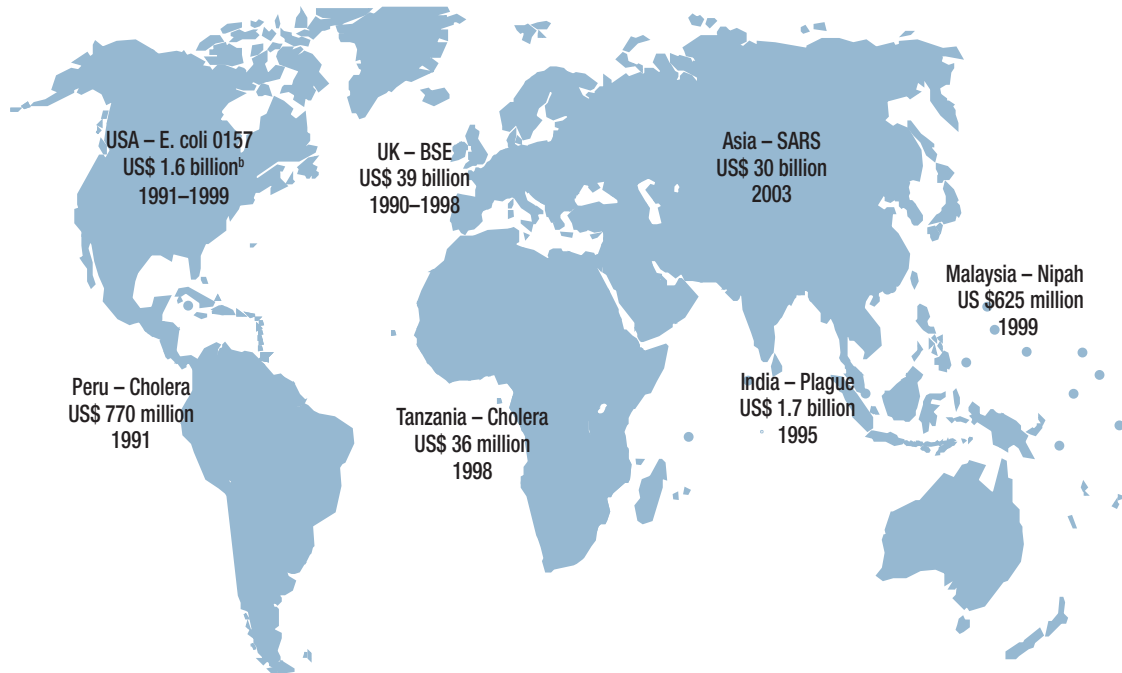 USA – E. coli 0157
US$ 1.6 billionᵇ
1991–1999
UK – BSE
US$ 39 billion
1990–1998
Asia – SARS
US$ 30 billion
2003
Malaysia – Nipah
US $625 million
1999
Peru – Cholera
US$ 770 million
1991
Tanzania – Cholera
US$ 36 million
1998
India – Plague
US$ 1.7 billion
1995